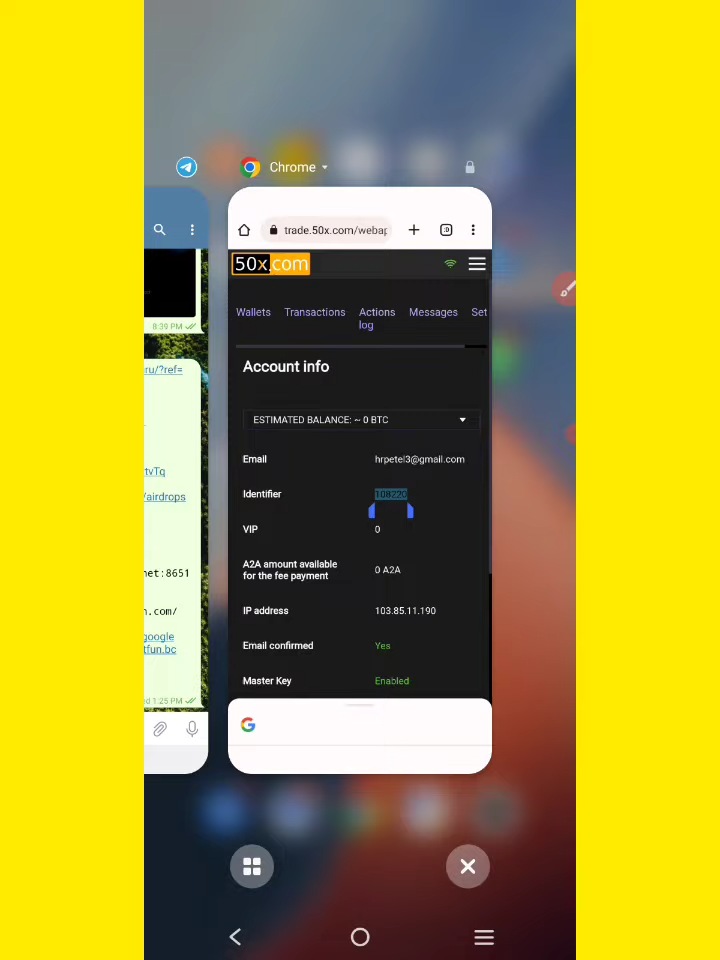 Chrome
trade.50x.com/webap
:D
50x.com
8:39 PM
Wallets Transactions Actions log Messages Set
ru/?ref=
Account info
ESTIMATED BALANCE: ~ 0 BTC
Email hrpetel3@gmail.com
tvTq
Identifier 108220
/airdrops
VIP 0
A2A amount available
for the fee payment 0 A2A
net:8651
IP address 103.85.11.190
n.com/
google
Email confirmed Yes
tfun.bc
Master Key Enabled
d 1:25 PM